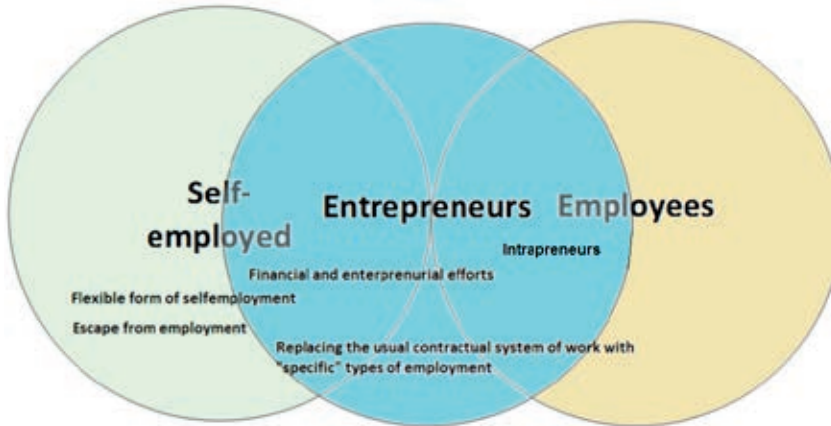 Self-
employed
Entrepreneurs
Employees
Intrapreneurs
Financial and enterprenurial efforts
Flexible form of selfemployment
Escape from employment
Replacing the usual contractual system of work with
"specific" types of employment